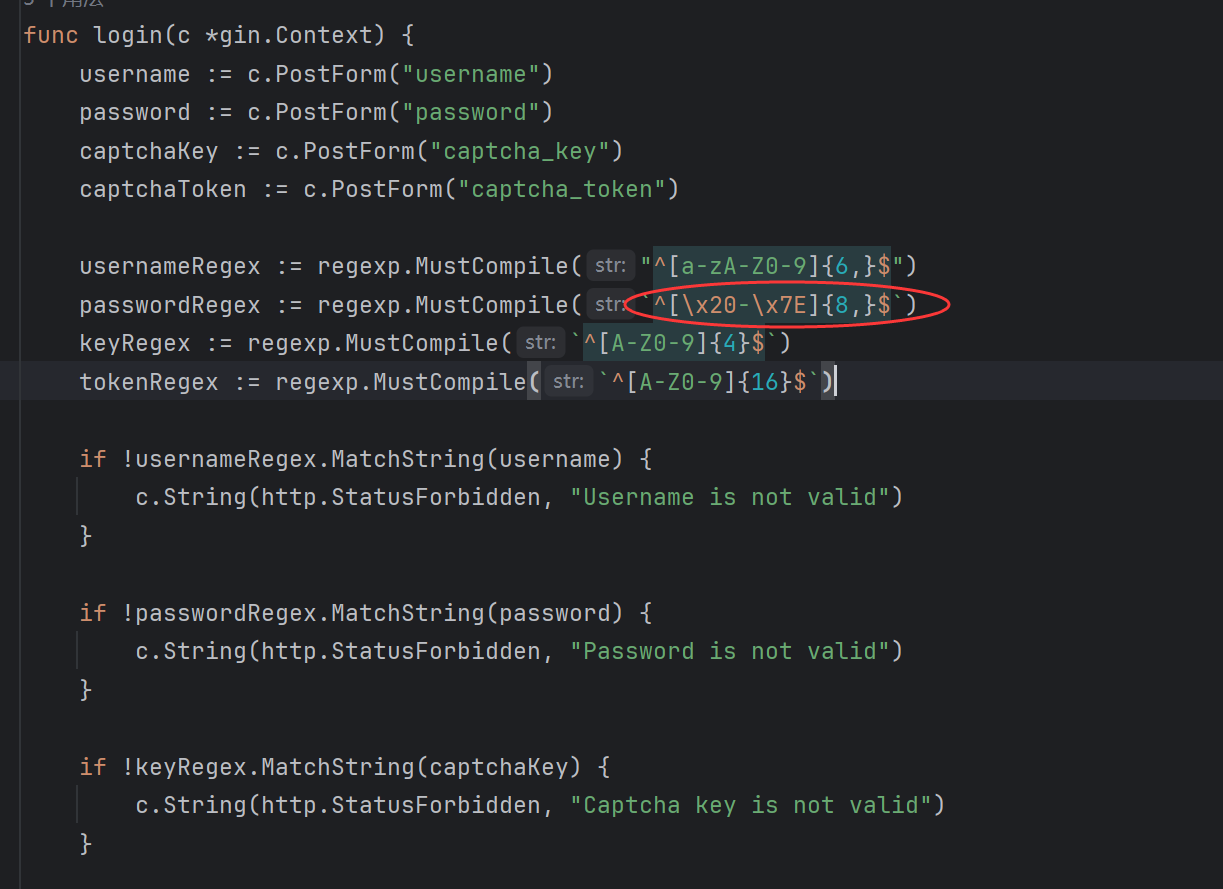 func login(c *gin.Context) {
username := c.PostForm("username")
password := c.PostForm("password")
captchaKey := c.PostForm("captcha_key")
captchaToken := c.PostForm("captcha_token")
usernameRegex := regexp.MustCompile( str: "^[a-zA-Z0-9]{6,}$")
passwordRegex := regexp.MustCompile( str: `^[\x20-\x7E]{8,}$`)
keyRegex := regexp.MustCompile( str: `^[A-Z0-9]{4}$`)
tokenRegex := regexp.MustCompile( str: `^[A-Z0-9]{16}$`)
if !usernameRegex.MatchString(username) {
c.String(http.StatusForbidden, "Username is not valid")
}
if !passwordRegex.MatchString(password) {
c.String(http.StatusForbidden, "Password is not valid")
}
if !keyRegex.MatchString(captchaKey) {
c.String(http.StatusForbidden, "Captcha key is not valid")
}